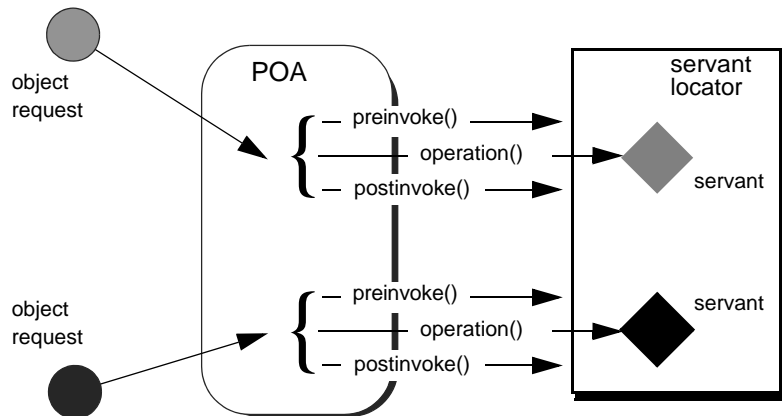 object
request
POA
servant
locator
preinvoke()
operation()
postinvoke()
servant
object
request
preinvoke()
operation()
postinvoke()
servant